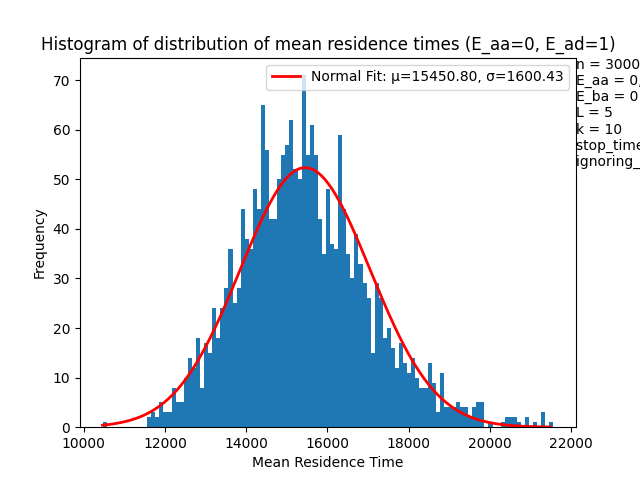 Histogram of distribution of mean residence times (E_aa=0, E_ad=1)
Normal Fit: μ=15450.80, σ=1600.43
n = 3000
E_aa = 0,
E_ba = 0
L = 5
k = 10
stop_time
ignoring_
Frequency
70
60
50
40
30
20
10
0
10000 12000 14000 16000 18000 20000 22000
Mean Residence Time